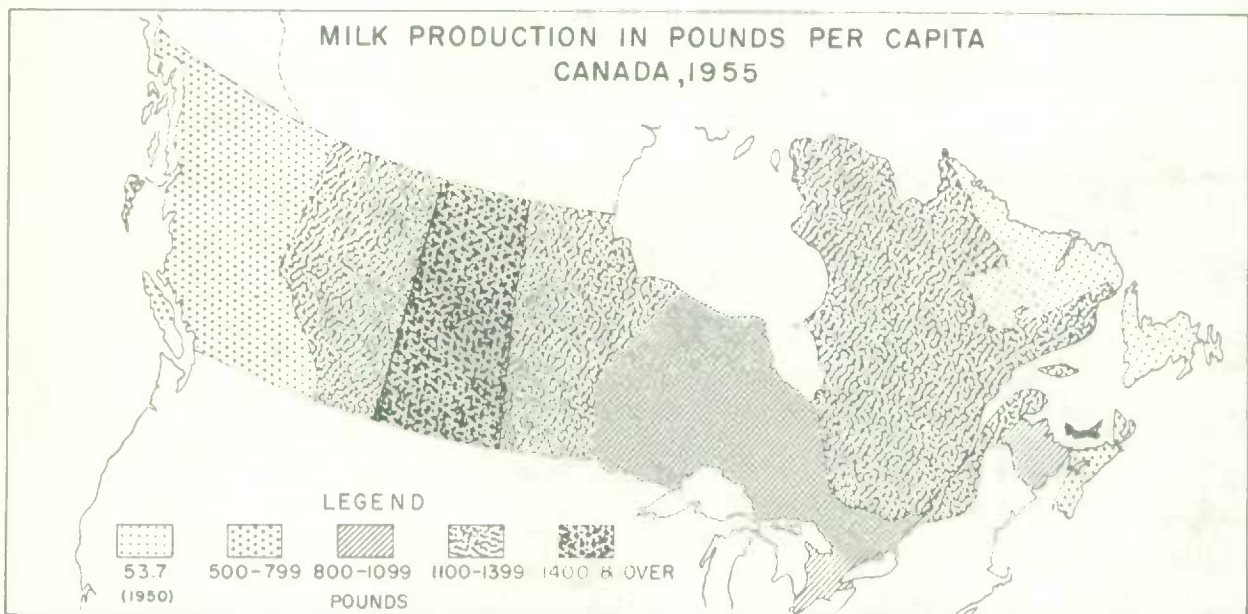 MILK PRODUCTION IN POUNDS PER CAPITA
CANADA, 1955
LEGEND
53.7 500-799 800-1099 1100-1399 1400 & OVER
(1950) POUNDS